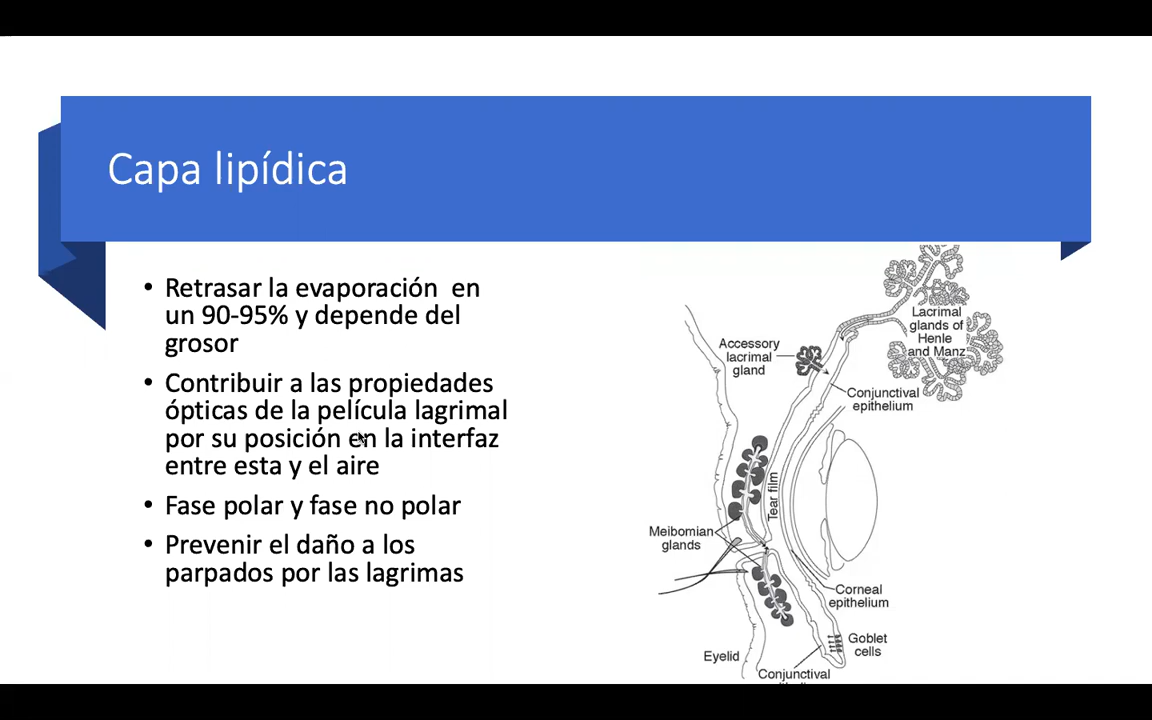 Capa lipídica
• Retrasar la evaporación en
un 90-95% y depende del
grosor
• Contribuir a las propiedades
ópticas de la película lagrimal
por su posición en la interfaz
entre esta y el aire
• Fase polar y fase no polar
• Prevenir el daño a los
parpados por las lagrimas
Lacrimal
glands of
Henle
and Manz
Accessory
lacrimal
gland
Conjunctival
epithelium
Tear film
Meibomian
glands
Corneal
epithelium
Goblet
cells
Eyelid
Conjunctival